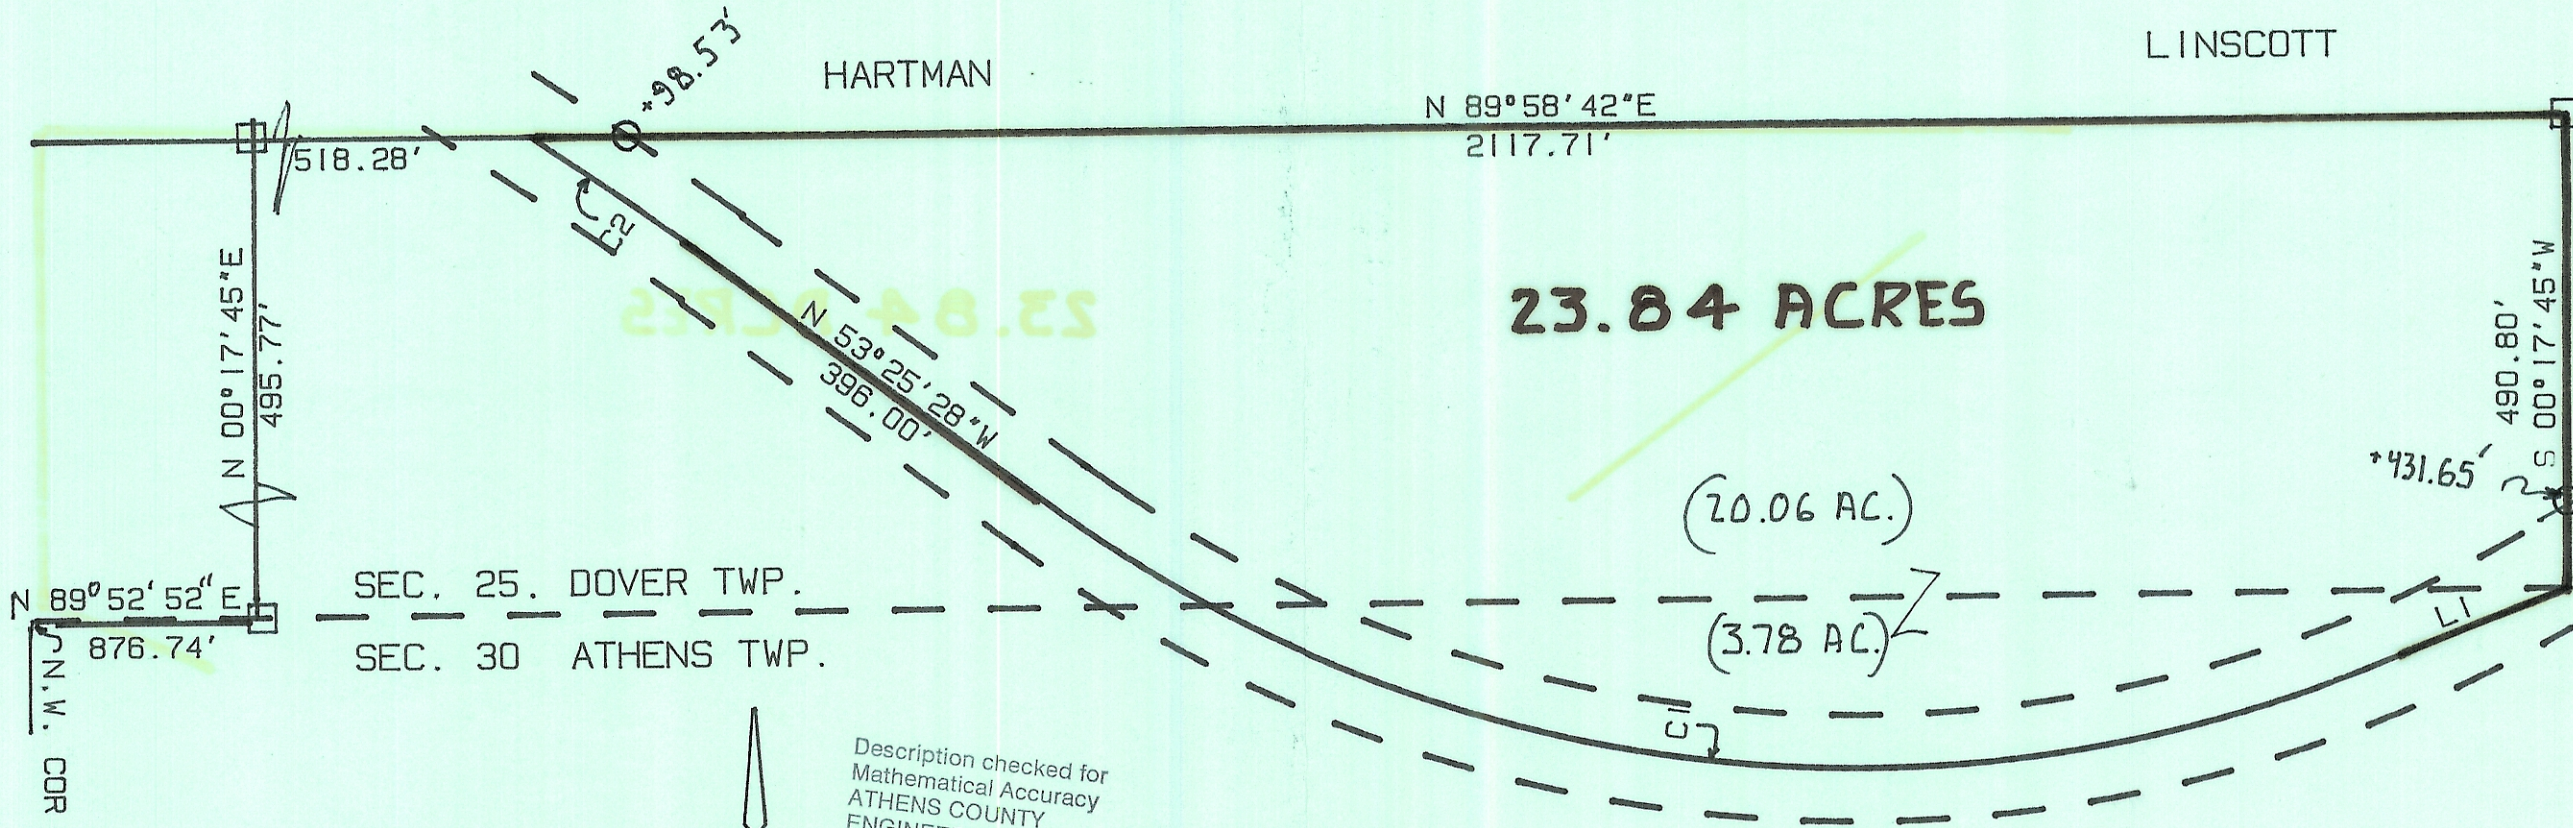 LINSCOTT
HARTMAN
+98.53'
N 89°58'42"E
2117.71'
518.28'
C2
N 00°17'45"E
495.77'
N 53°25'28"W
396.00'
23.84 ACRES
23.84 ACRES
490.80'
S 00°17'45"W
+431.65'
(20.06 AC.)
(3.78 AC.)
N 89°52'52"E
876.74'
SEC. 25. DOVER TWP.
SEC. 30 ATHENS TWP.
L1
C1
N.W. COR
Description checked for
Mathematical Accuracy
ATHENS COUNTY